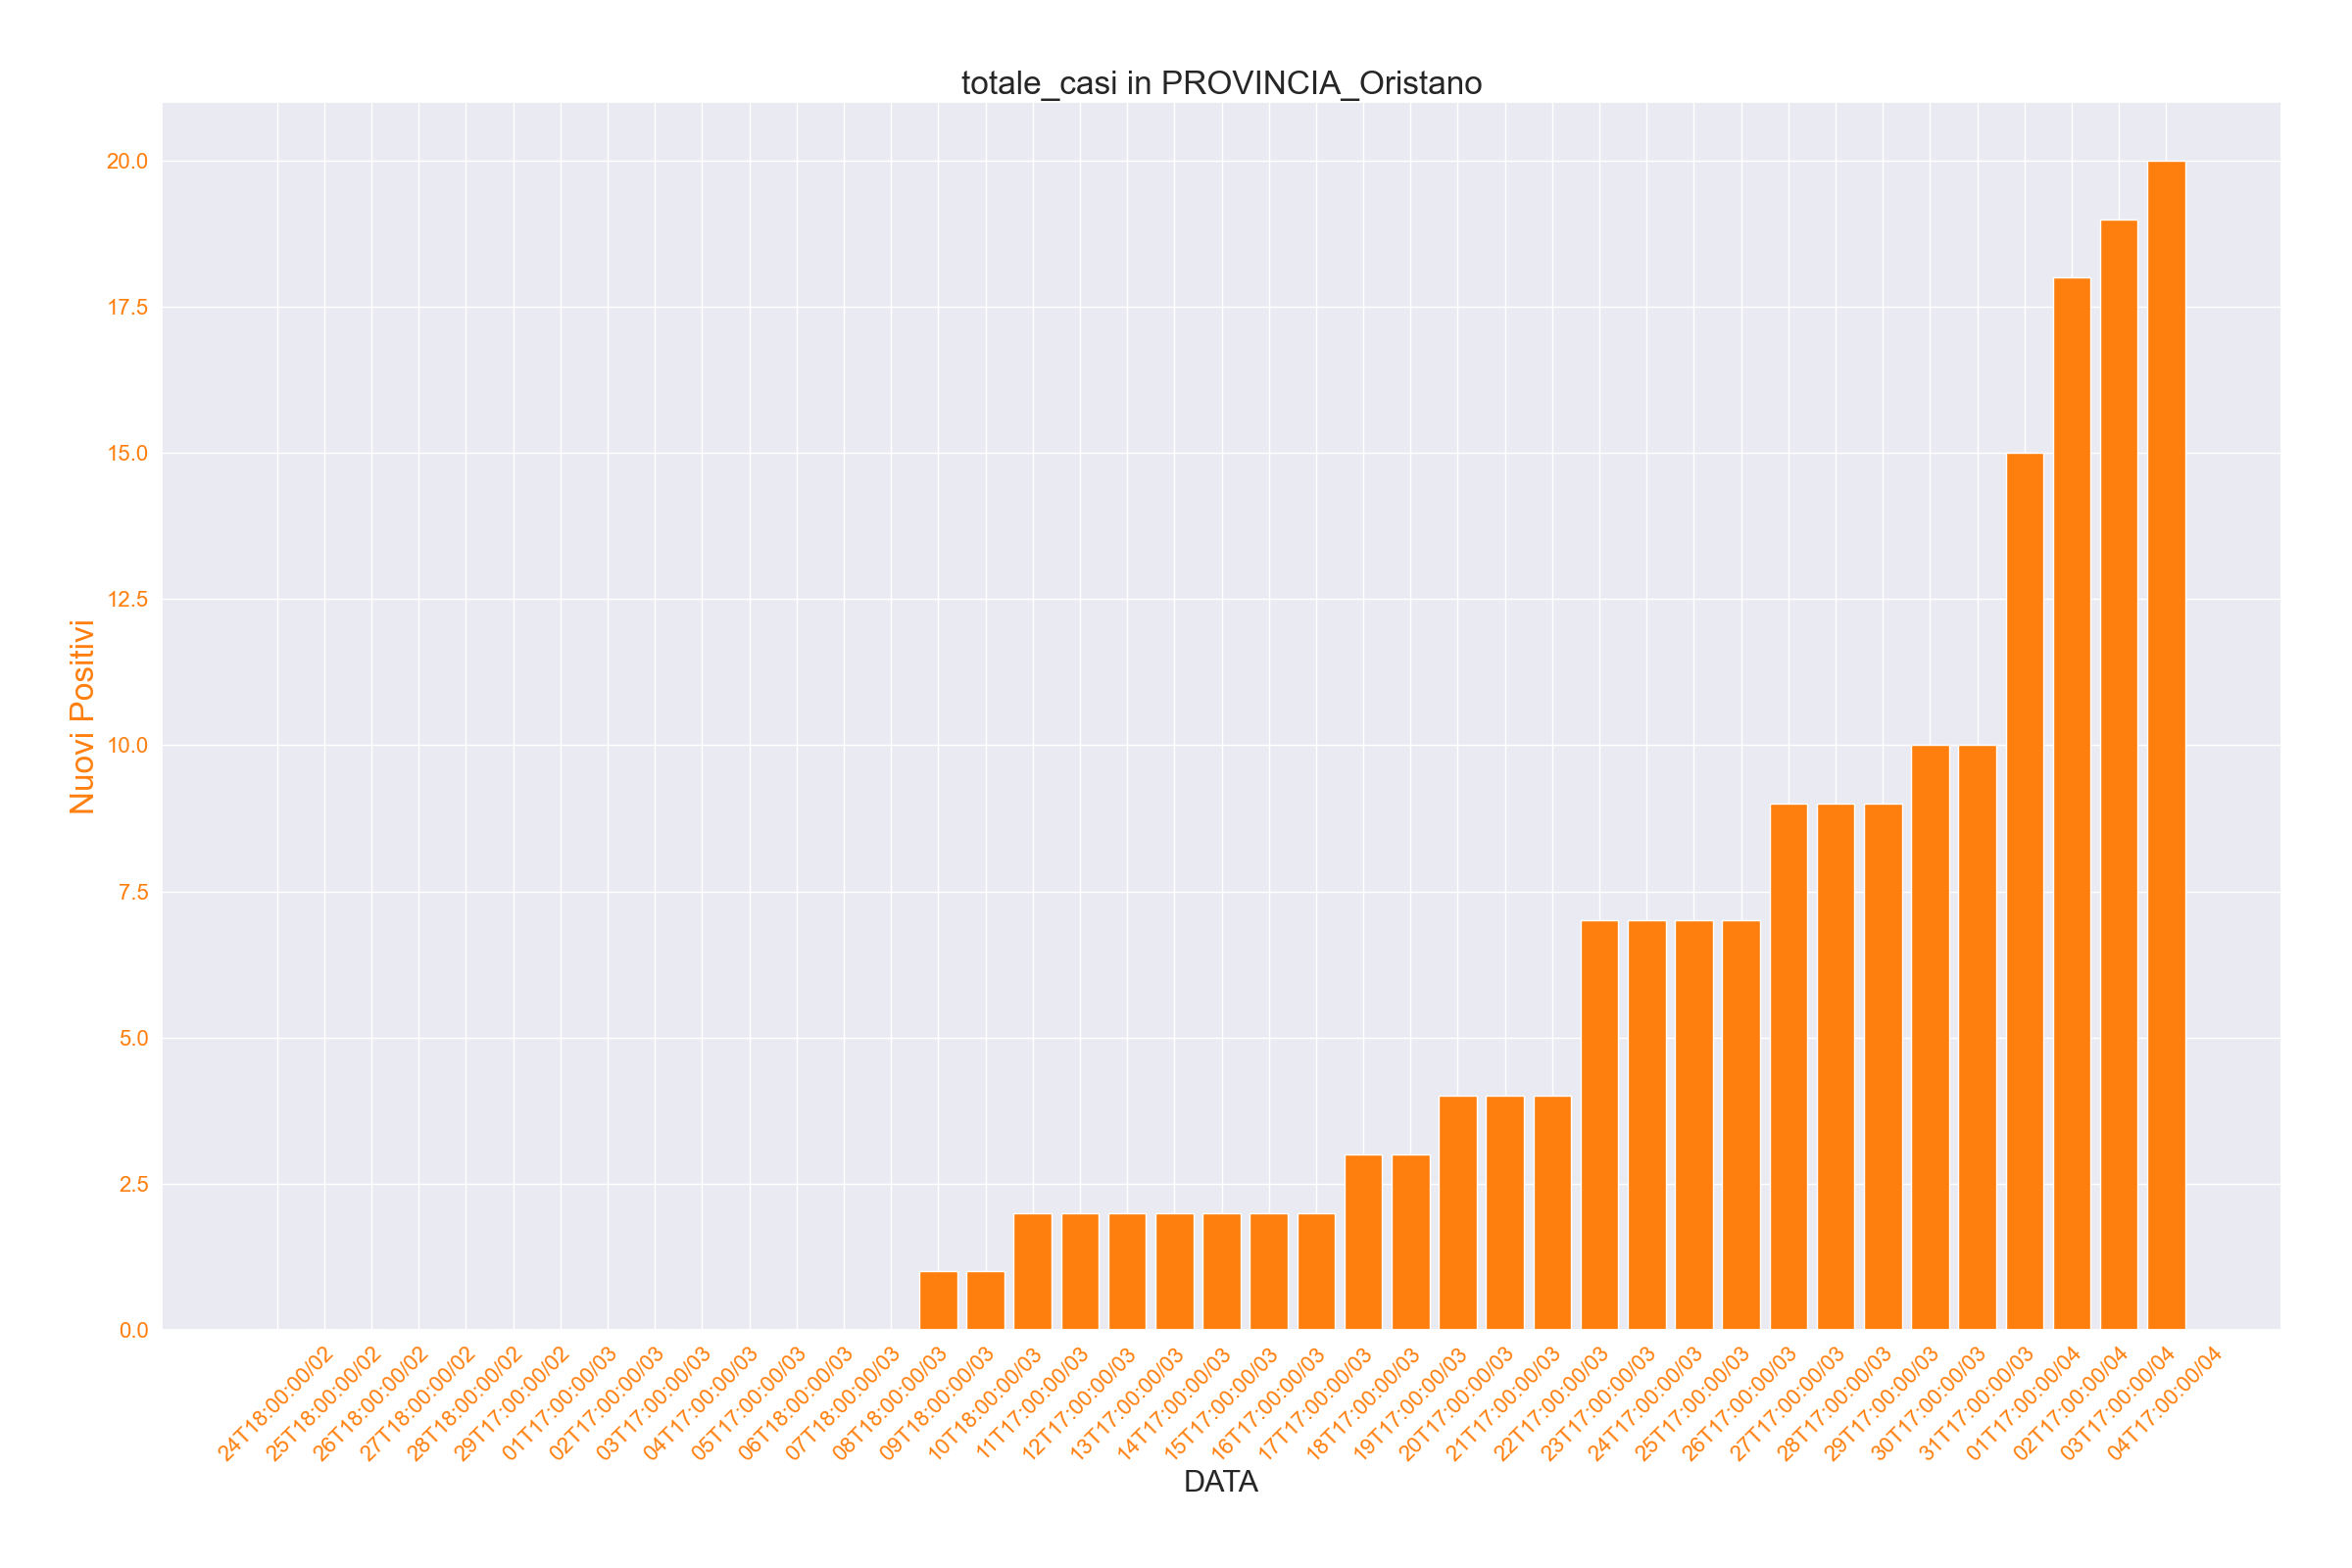 totale_casi in PROVINCIA_Oristano
20.0
17.5
15.0
12.5
10.0
7.5
5.0
2.5
0.0
Nuovi Positivi
24T18:00:00/02
25T18:00:00/02
26T18:00:00/02
27T18:00:00/02
28T18:00:00/02
29T17:00:00/02
01T17:00:00/03
02T17:00:00/03
03T17:00:00/03
04T17:00:00/03
05T17:00:00/03
06T18:00:00/03
07T18:00:00/03
08T18:00:00/03
09T18:00:00/03
10T18:00:00/03
11T17:00:00/03
12T17:00:00/03
13T17:00:00/03
14T17:00:00/03
15T17:00:00/03
16T17:00:00/03
17T17:00:00/03
18T17:00:00/03
19T17:00:00/03
20T17:00:00/03
21T17:00:00/03
22T17:00:00/03
23T17:00:00/03
24T17:00:00/03
25T17:00:00/03
26T17:00:00/03
27T17:00:00/03
28T17:00:00/03
29T17:00:00/03
30T17:00:00/03
31T17:00:00/03
01T17:00:00/04
02T17:00:00/04
03T17:00:00/04
04T17:00:00/04
DATA